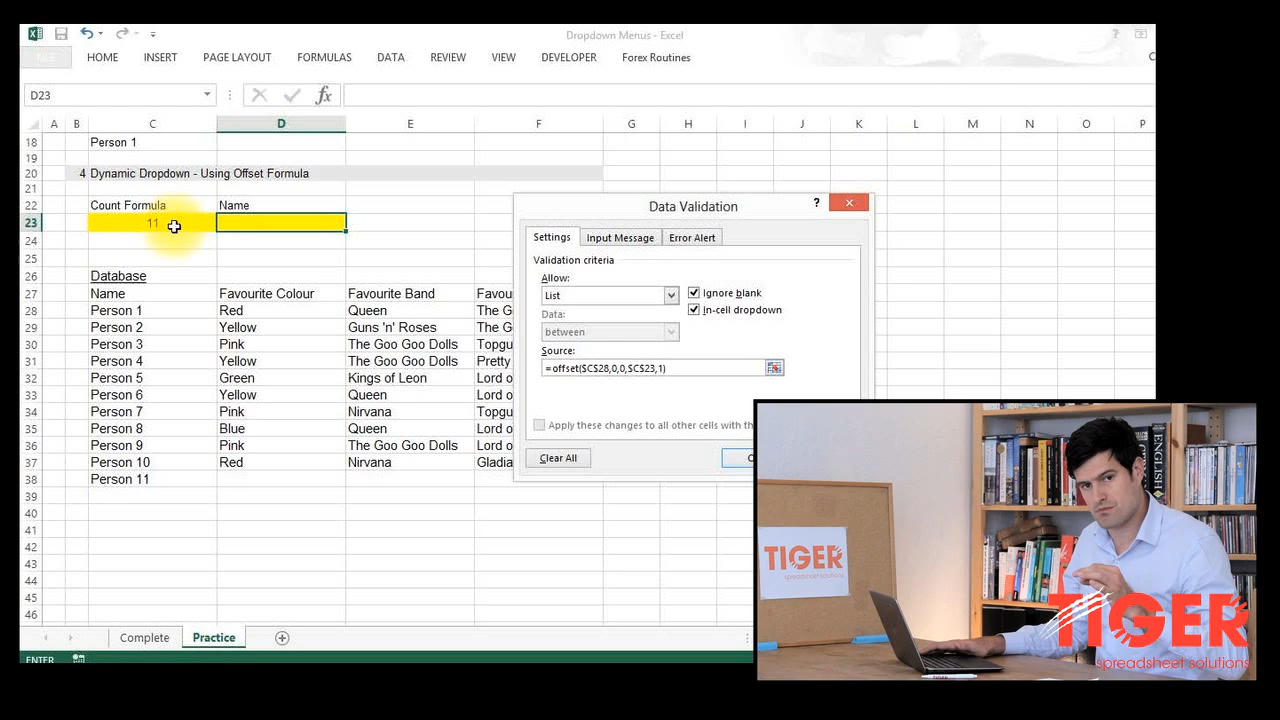 Dropdown Menus - Excel
HOME INSERT PAGE LAYOUT FORMULAS DATA REVIEW VIEW DEVELOPER Forex Routines
D23 fx
A B C D E F G H I J K L M N O P
18 Person 1
19
20 4 Dynamic Dropdown - Using Offset Formula
21
22 Count Formula Name
23 11
24
25
26 Database
27 Name Favourite Colour Favourite Band Favou
28 Person 1 Red Queen The G
29 Person 2 Yellow Guns 'n' Roses The G
30 Person 3 Pink The Goo Goo Dolls Topgu
31 Person 4 Yellow The Goo Goo Dolls Pretty
32 Person 5 Green Kings of Leon Lord o
33 Person 6 Yellow Queen Lord o
34 Person 7 Pink Nirvana Topgu
35 Person 8 Blue Queen Lord o
36 Person 9 Pink The Goo Goo Dolls Lord o
37 Person 10 Red Nirvana Gladia
38 Person 11
39
40
41
42
43
44
45
46
Complete Practice
ENTER
Data Validation ?
Settings Input Message Error Alert
Validation criteria
Allow:
List Ignore blank
Data: In-cell dropdown
between
Source:
=offset($C$28,0,0,$C$23,1)
Apply these changes to all other cells with the
Clear All
TIGER
spreadsheet solutions
ENGLISH
TIGER
spreadsheet solutions